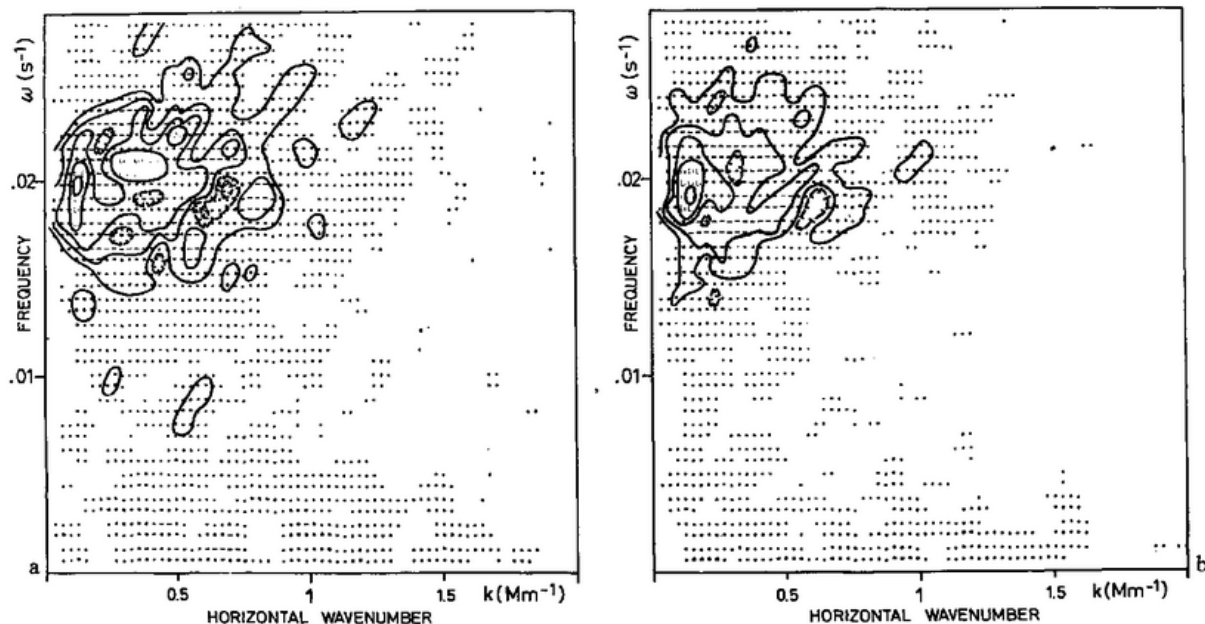 ω(s⁻¹)
.02
FREQUENCY
.01
a
0.5
1
k(Mm⁻¹)
1.5
HORIZONTAL WAVENUMBER
ω(s⁻¹)
.02
FREQUENCY
.01
b
0.5
1
k(Mm⁻¹)
1.5
HORIZONTAL WAVENUMBER